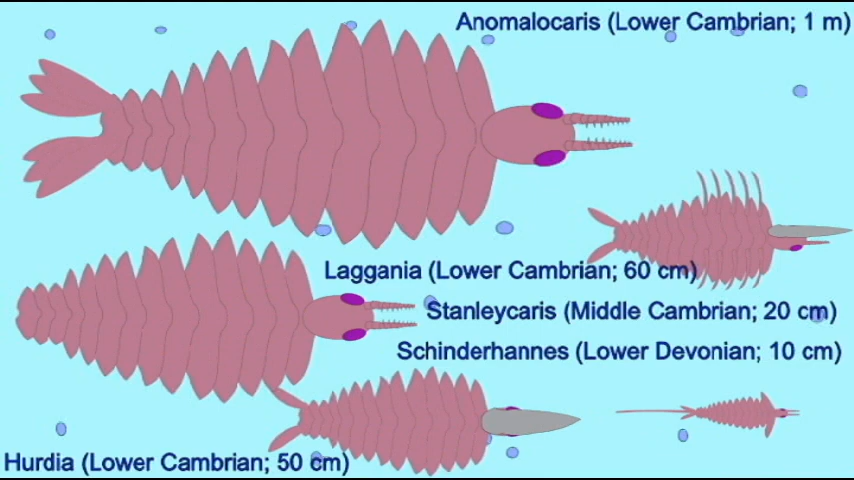 Anomalocaris (Lower Cambrian; 1 m)
Laggania (Lower Cambrian; 60 cm)
Stanleycaris (Middle Cambrian; 20 cm)
Schinderhannes (Lower Devonian; 10 cm)
Hurdia (Lower Cambrian; 50 cm)